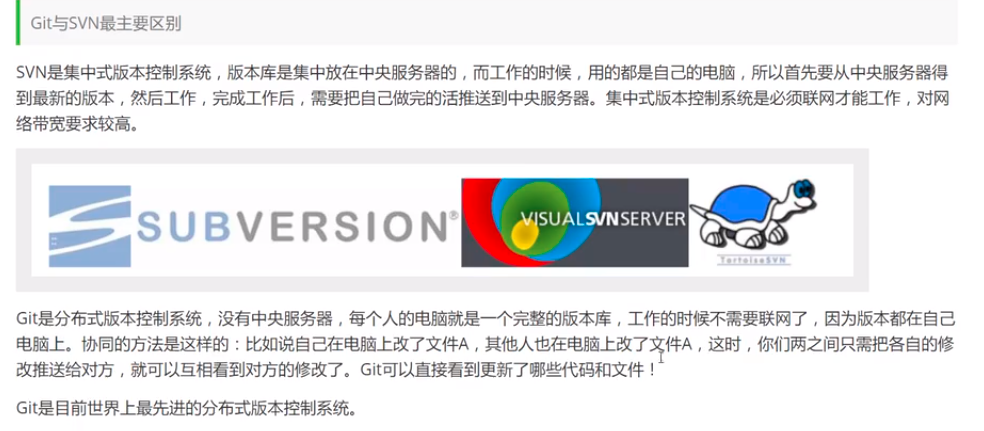 Git与SVN最主要区别
SVN是集中式版本控制系统，版本库是集中放在中央服务器的，而工作的时候，用的都是自己的电脑，所以首先要从中央服务器得
到最新的版本，然后工作，完成工作后，需要把自己做完的活推送到中央服务器。集中式版本控制系统是必须联网才能工作，对网
络带宽要求较高。
SUBVERSION®
VISUALSVNSERVER
TortoiseSVN
Git是分布式版本控制系统，没有中央服务器，每个人的电脑就是一个完整的版本库，工作的时候不需要联网了，因为版本都在自己
电脑上。协同的方法是这样的：比如说自己在电脑上改了文件A，其他人也在电脑上改了文件A，这时，你们两之间只需把各自的修
改推送给对方，就可以互相看到对方的修改了。Git可以直接看到更新了哪些代码和文件！
Git是目前世界上最先进的分布式版本控制系统。